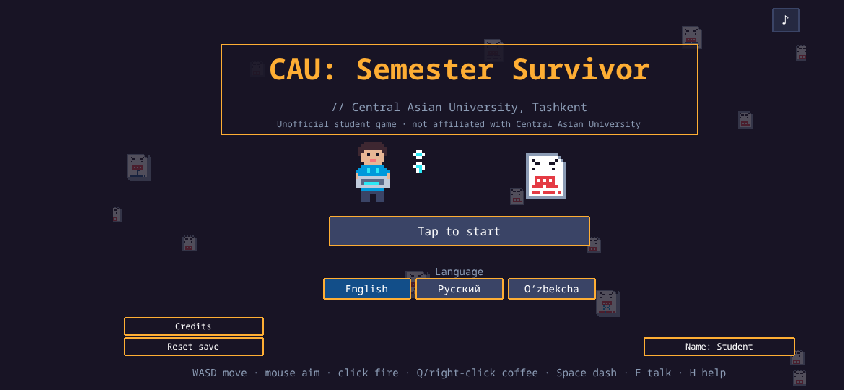 ♪
CAU: Semester Survivor
// Central Asian University, Tashkent
Unofficial student game · not affiliated with Central Asian University
Tap to start
Language
English
Русский
O‘zbekcha
Credits
Reset save
Name: Student
WASD move · mouse aim · click fire · Q/right-click coffee · Space dash · E talk · H help